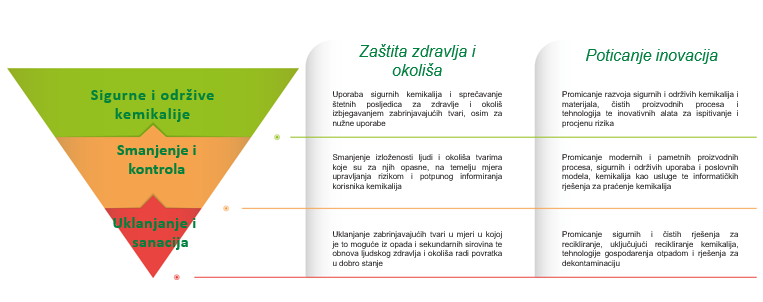 Zaštita zdravlja i
okoliša
Poticanje inovacija
Sigurne i održive
kemikalije
Uporaba sigurnih kemikalija i sprečavanje
štetnih posljedica za zdravlje i okoliš
izbjegavanjem zabrinjavajućih tvari, osim za
nužne uporabe
Promicanje razvoja sigurnih i održivih kemikalija i
materijala, čistih proizvodnih procesa i
tehnologija te inovativnih alata za ispitivanje i
procjenu rizika
Smanjenje i
kontrola
Smanjenje izloženosti ljudi i okoliša tvarima
koje su za njih opasne, na temelju mjera
upravljanja rizikom i potpunog informiranja
korisnika kemikalija
Promicanje modernih i pametnih proizvodnih
procesa, sigurnih i održivih uporaba i poslovnih
modela, kemikalija kao usluge te informatičkih
rješenja za praćenje kemikalija
Uklanjanje i
sanacija
Uklanjanje zabrinjavajućih tvari u mjeri u kojoj
je to moguće iz opada i sekundarnih sirovina te
obnova ljudskog zdravlja i okoliša radi povratka
u dobro stanje
Promicanje sigurnih i čistih rješenja za
recikliranje, uključujući recikliranje kemikalija,
tehnologije gospodarenja otpadom i rješenja za
dekontaminaciju